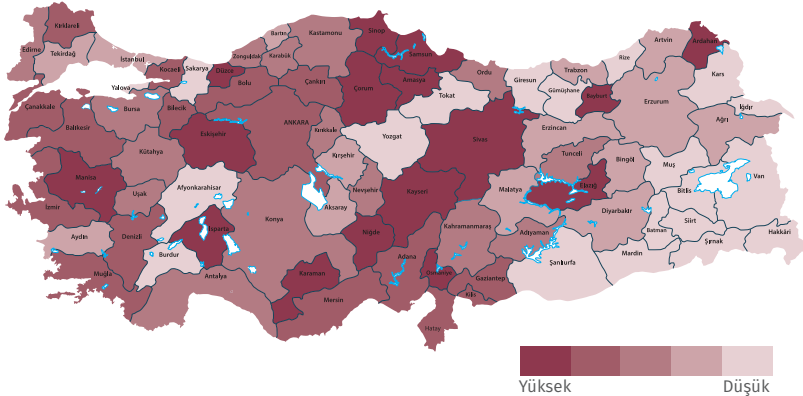 Kırklareli
Edirne
Tekirdağ
İstanbul
Kocaeli
Yalova
Sakarya
Düzce
Zonguldak
Bartın
Karabük
Kastamonu
Sinop
Samsun
Bolu
Çankırı
Çorum
Amasya
Ordu
Tokat
Giresun
Trabzon
Gümüşhane
Bayburt
Rize
Artvin
Ardahan
Kars
Iğdır
Ağrı
Erzurum
Erzincan
Çanakkale
Balıkesir
Bursa
Bilecik
Eskişehir
ANKARA
Kırıkkale
Kırşehir
Yozgat
Sivas
Kütahya
Manisa
Uşak
Afyonkarahisar
İzmir
Aydın
Denizli
Muğla
Burdur
Isparta
Antalya
Konya
Aksaray
Nevşehir
Kayseri
Niğde
Karaman
Mersin
Adana
Osmaniye
Hatay
Kilis
Gaziantep
Kahramanmaraş
Malatya
Adıyaman
Şanlıurfa
Tunceli
Elazığ
Bingöl
Diyarbakır
Muş
Bitlis
Van
Batman
Siirt
Mardin
Şırnak
Hakkâri
Yüksek
Düşük